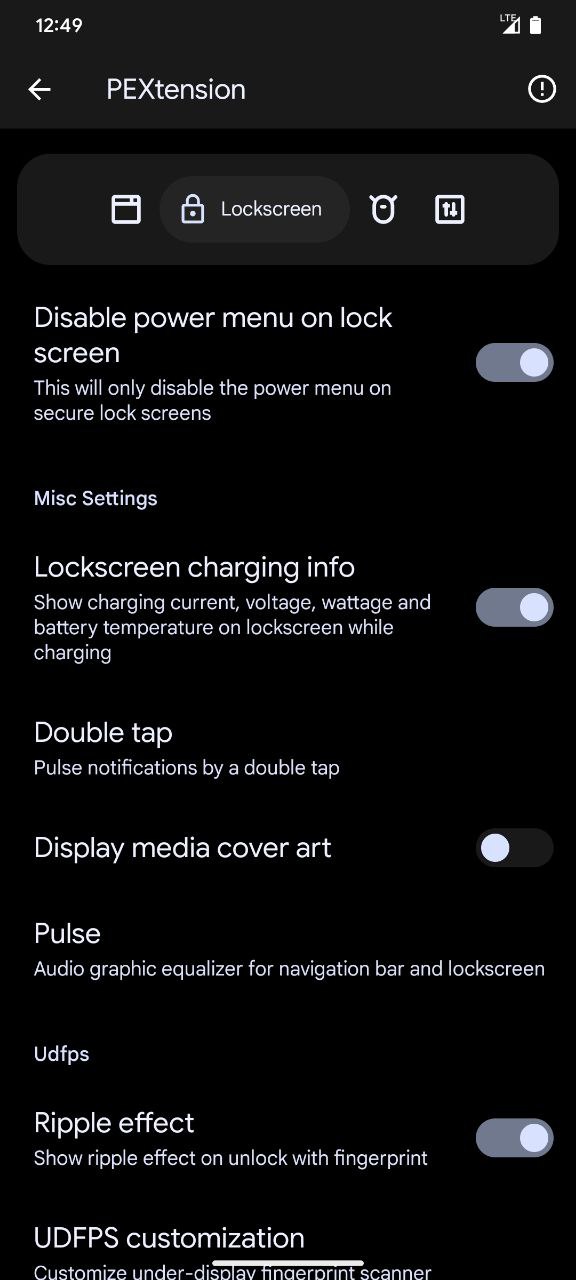 12:49
LTE
PEXtension
Lockscreen
Disable power menu on lock
screen
This will only disable the power menu on
secure lock screens
Misc Settings
Lockscreen charging info
Show charging current, voltage, wattage and
battery temperature on lockscreen while
charging
Double tap
Pulse notifications by a double tap
Display media cover art
Pulse
Audio graphic equalizer for navigation bar and lockscreen
Udfps
Ripple effect
Show ripple effect on unlock with fingerprint
UDFPS customization
Customize under-display fingerprint scanner